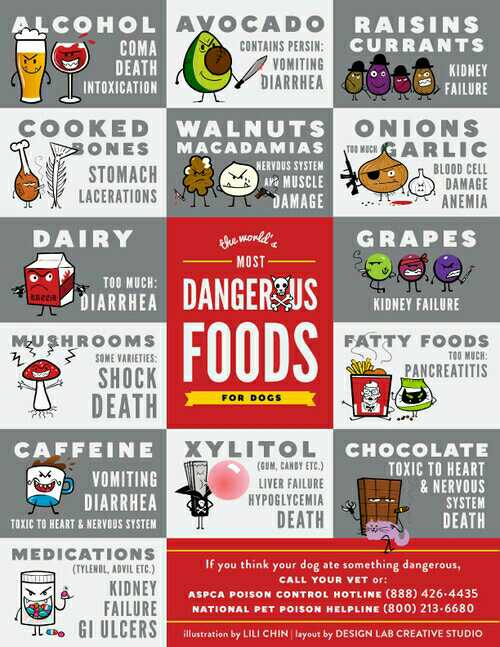 ALCOHOL
COMA
DEATH
INTOXICATION
AVOCADO
CONTAINS PERSIN:
VOMITING
DIARRHEA
RAISINS
CURRANTS
KIDNEY
FAILURE
COOKED
BONES
STOMACH
LACERATIONS
WALNUTS
MACADAMIAS
NERVOUS SYSTEM
AND MUSCLE
DAMAGE
ONIONS
TOO MUCH GARLIC
BLOOD CELL
DAMAGE
ANEMIA
DAIRY
TOO MUCH:
DIARRHEA
the world's
MOST
DANGEROUS
FOODS
FOR DOGS
GRAPES
KIDNEY FAILURE
MUSHROOMS
SOME VARIETIES:
SHOCK
DEATH
FATTY FOODS
TOO MUCH:
PANCREATITIS
CAFFEINE
VOMITING
DIARRHEA
TOXIC TO HEART & NERVOUS SYSTEM
XYLITOL
(GUM, CANDY ETC.)
LIVER FAILURE
HYPOGLYCEMIA
DEATH
CHOCOLATE
TOXIC TO HEART
& NERVOUS
SYSTEM
DEATH
MEDICATIONS
(TYLENOL, ADVIL ETC.)
KIDNEY
FAILURE
GI ULCERS
If you think your dog ate something dangerous,
CALL YOUR VET or:
ASPCA POISON CONTROL HOTLINE (888) 426-4435
NATIONAL PET POISON HELPLINE (800) 213-6680
illustration by LILI CHIN | layout by DESIGN LAB CREATIVE STUDIO